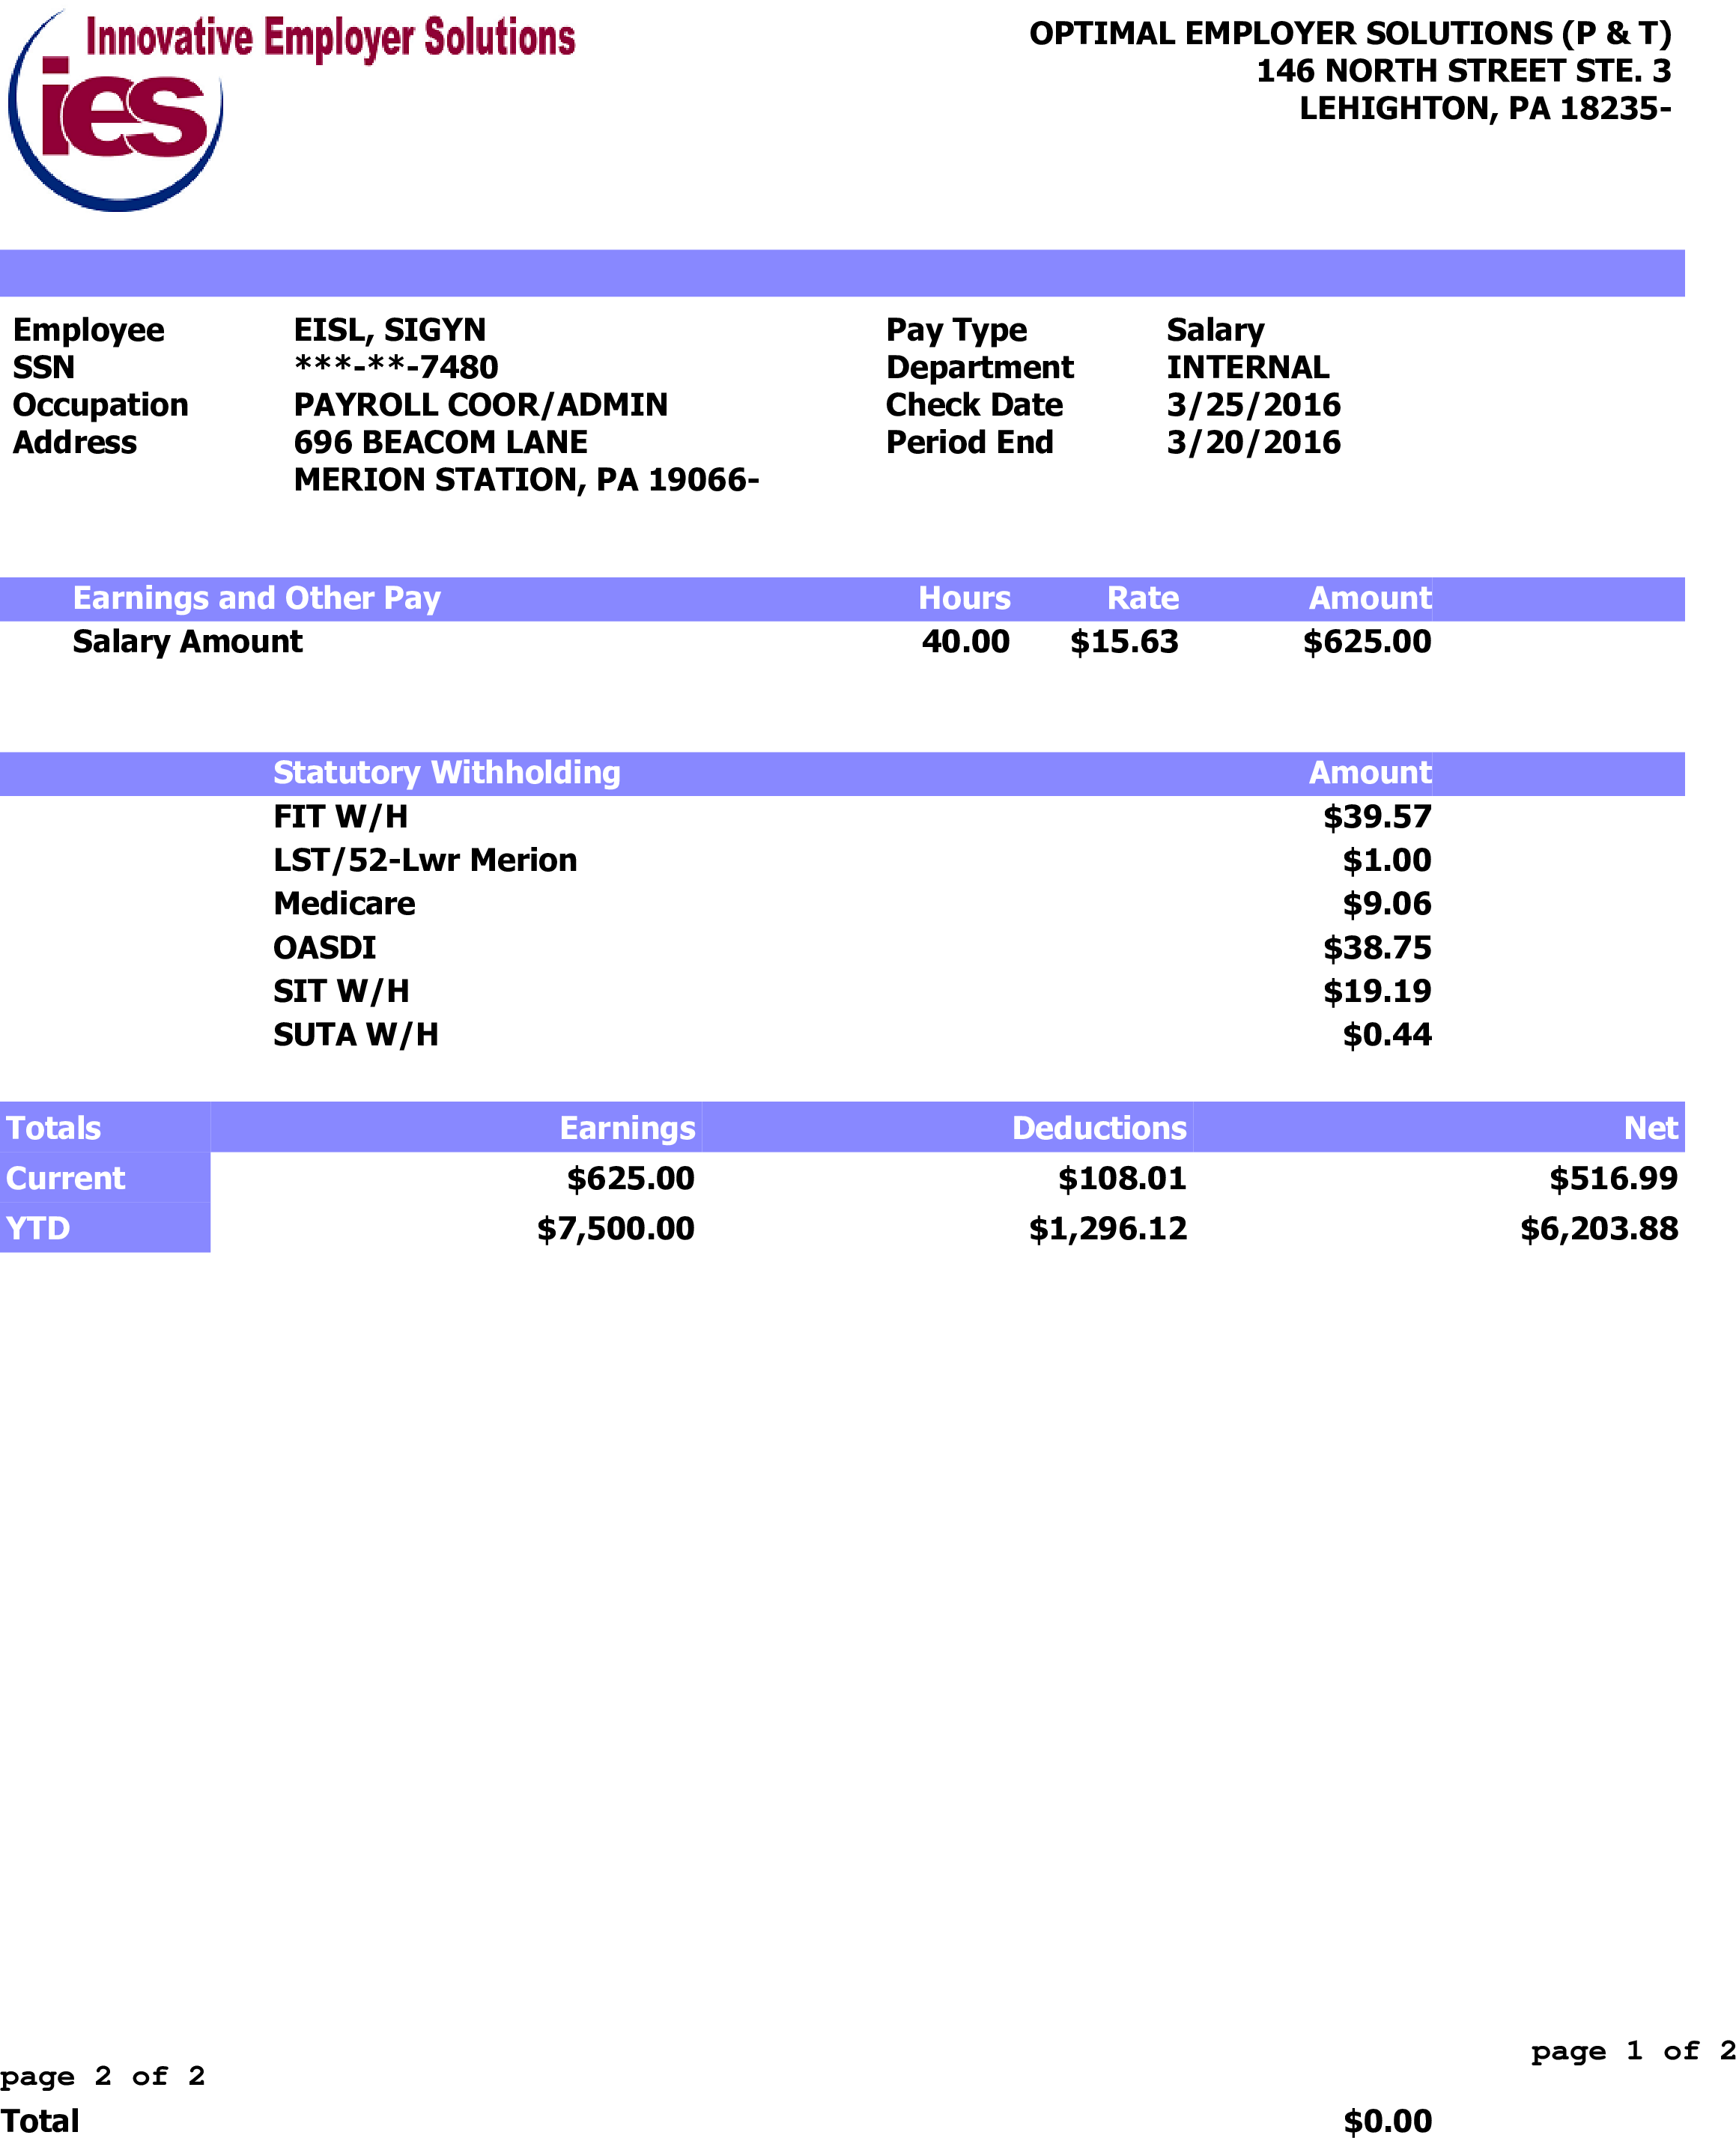 Innovative Employer Solutions
ies
OPTIMAL EMPLOYER SOLUTIONS (P & T)
146 NORTH STREET STE. 3
LEHIGHTON, PA 18235-
Employee EISL, SIGYN Pay Type Salary
SSN ***-**-7480 Department INTERNAL
Occupation PAYROLL COOR/ADMIN Check Date 3/25/2016
Address 696 BEACOM LANE Period End 3/20/2016
MERION STATION, PA 19066-
Earnings and Other Pay Hours Rate Amount
Salary Amount 40.00 $15.63 $625.00
Statutory Withholding Amount
FIT W/H $39.57
LST/52-Lwr Merion $1.00
Medicare $9.06
OASDI $38.75
SIT W/H $19.19
SUTA W/H $0.44
Totals Earnings Deductions Net
Current $625.00 $108.01 $516.99
YTD $7,500.00 $1,296.12 $6,203.88
page 1 of 2
page 2 of 2
Total $0.00